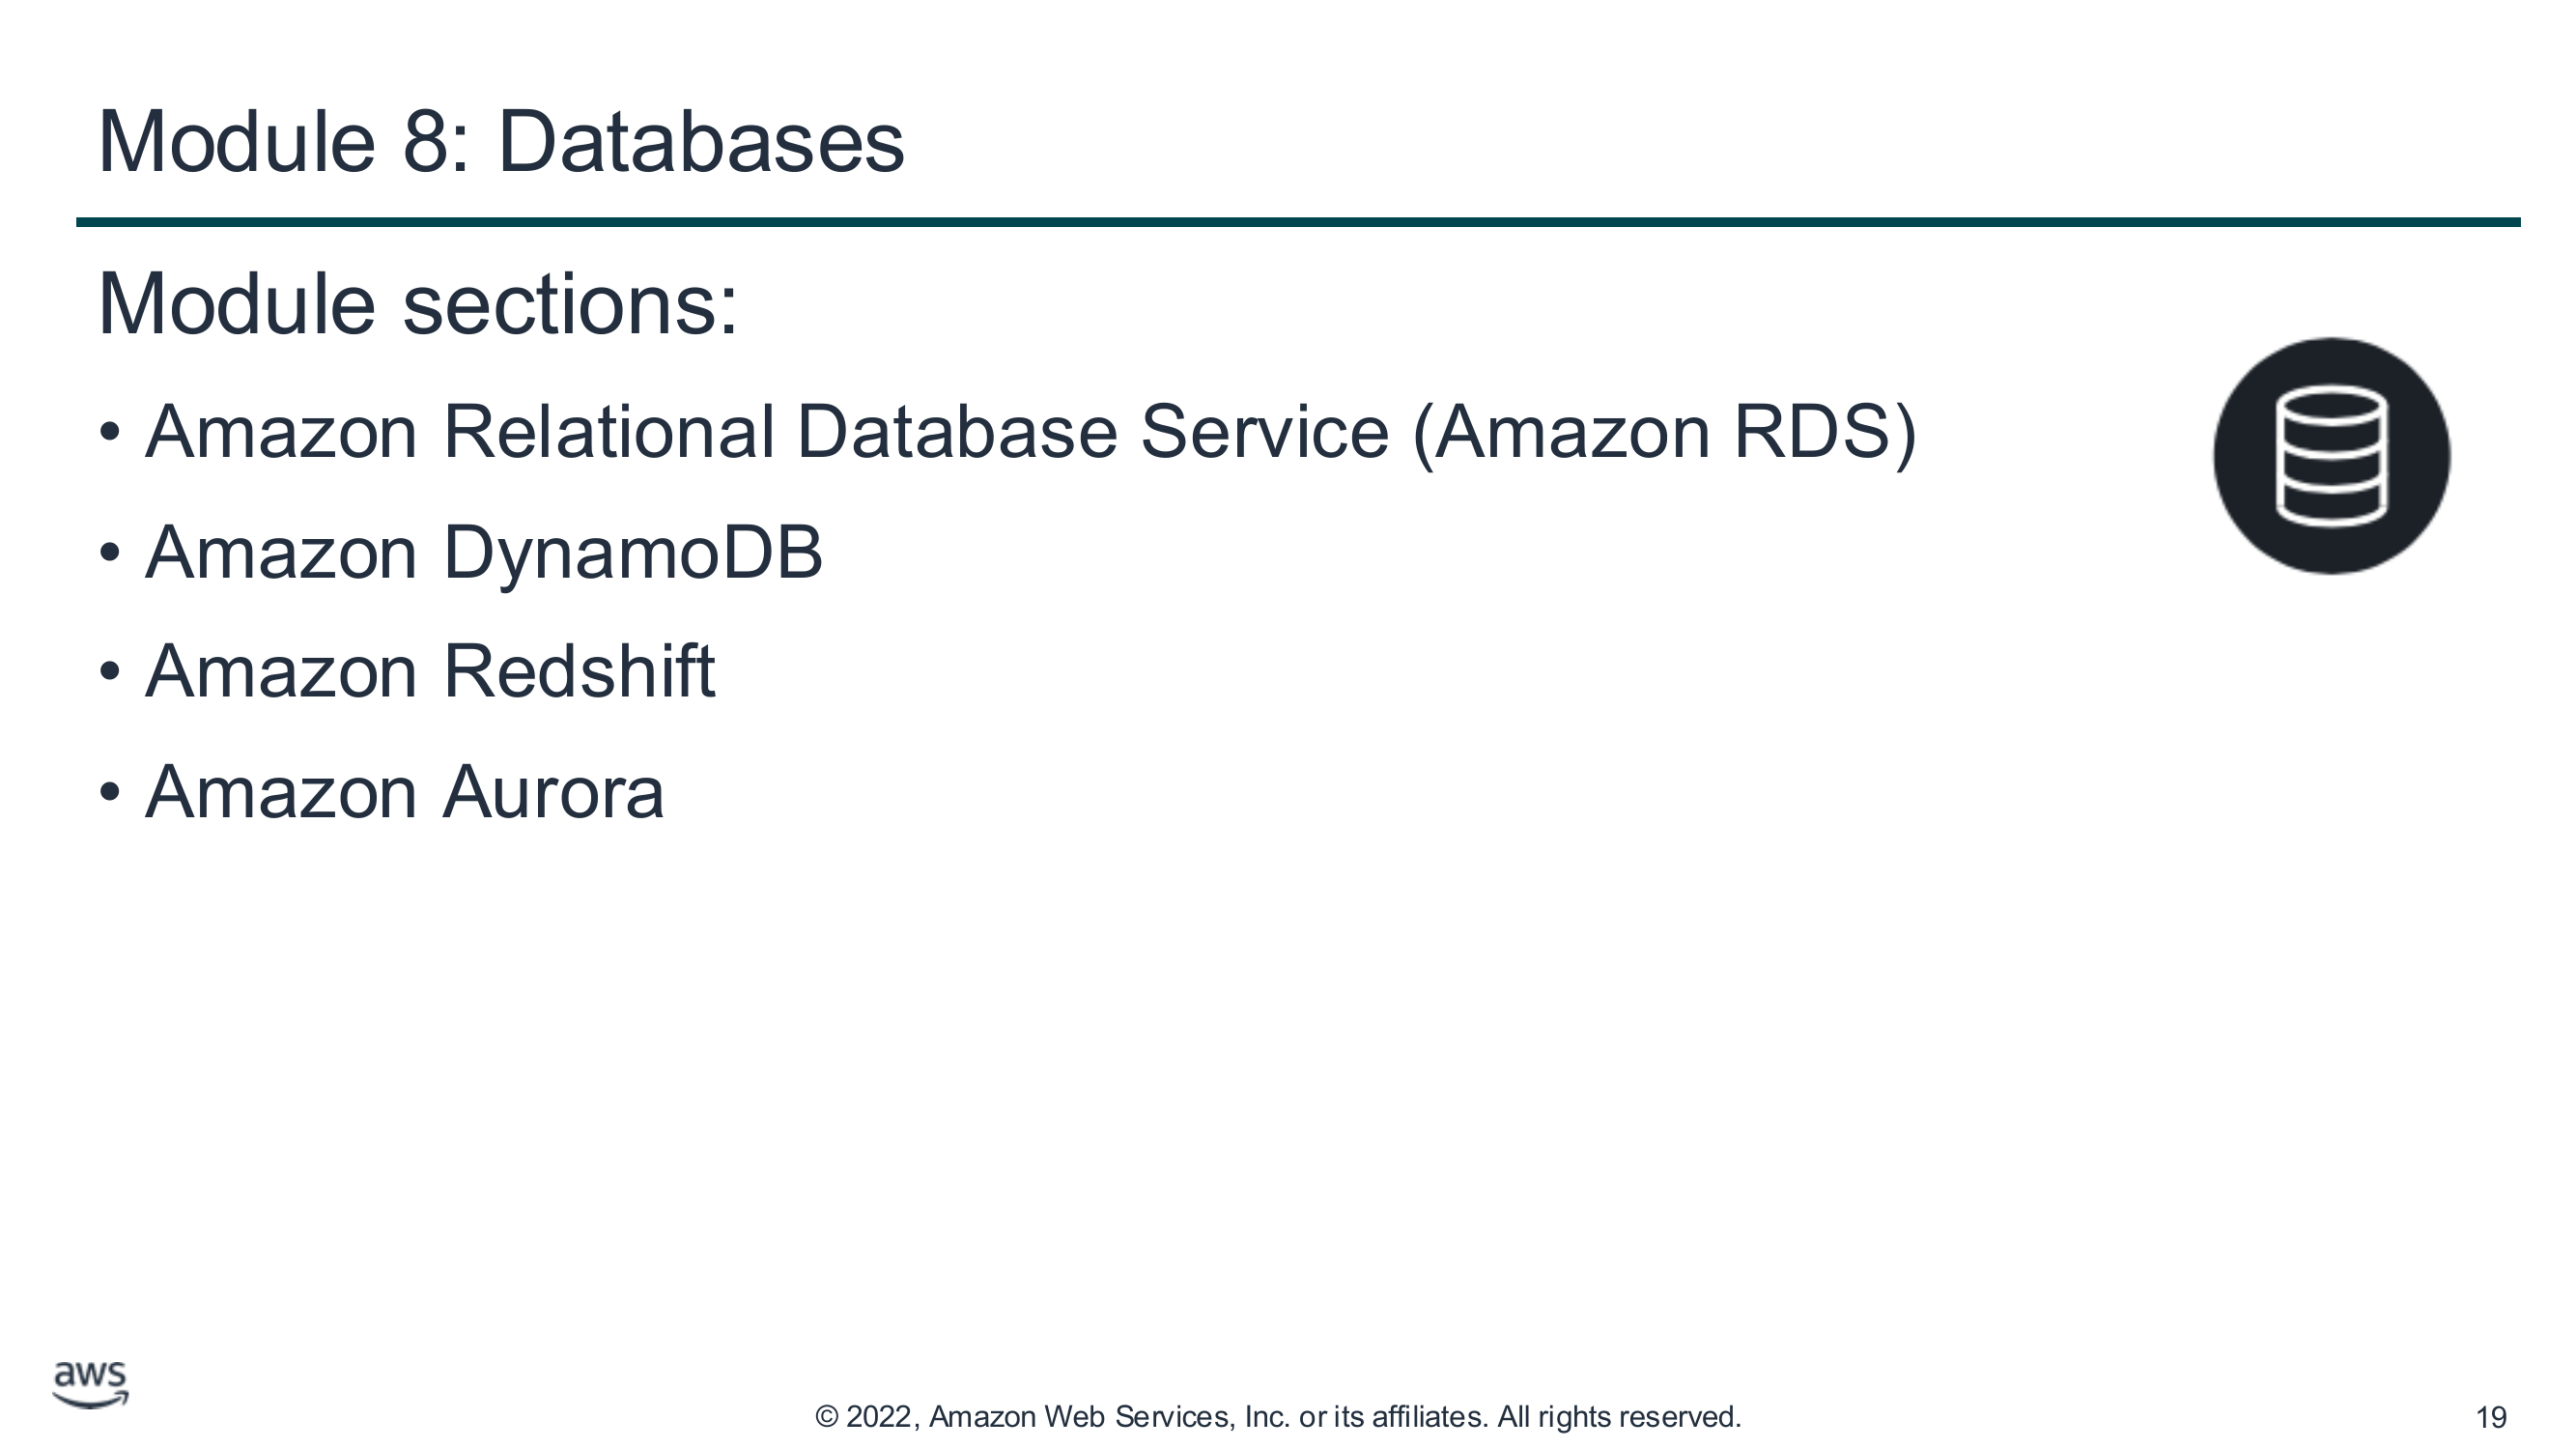 Module 8: Databases
Module sections:
• Amazon Relational Database Service (Amazon RDS)
• Amazon DynamoDB
• Amazon Redshift
• Amazon Aurora
aws
© 2022, Amazon Web Services, Inc. or its affiliates. All rights reserved.
19